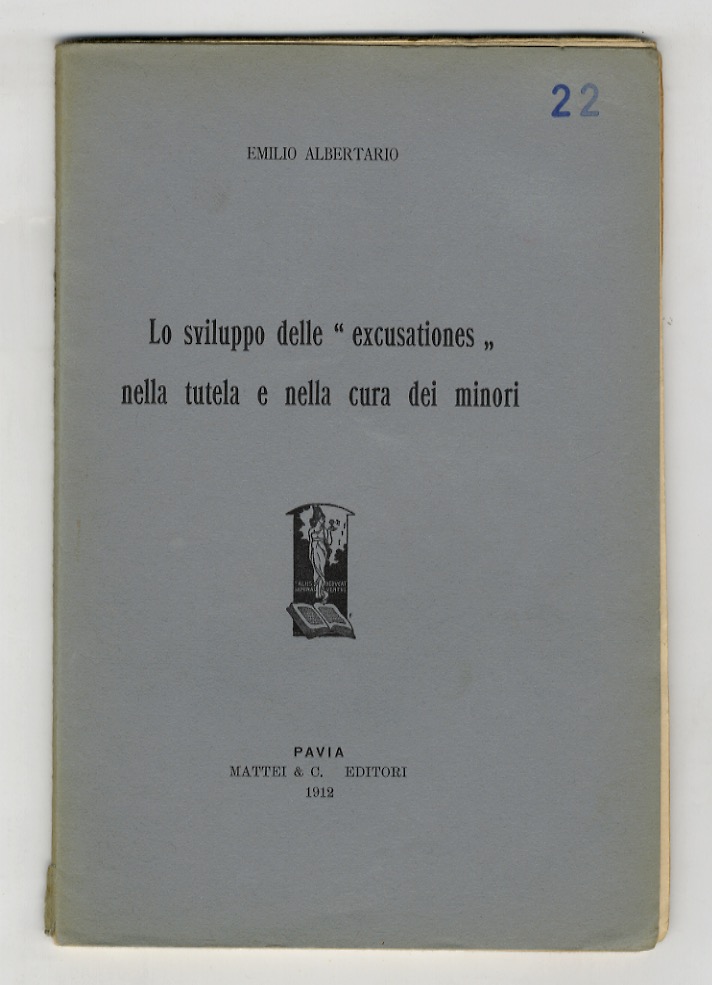 22
EMILIO ALBERTARIO
Lo sviluppo delle “ excusationes „
nella tutela e nella cura dei minori
PAVIA
MATTEI & C. EDITORI
1912